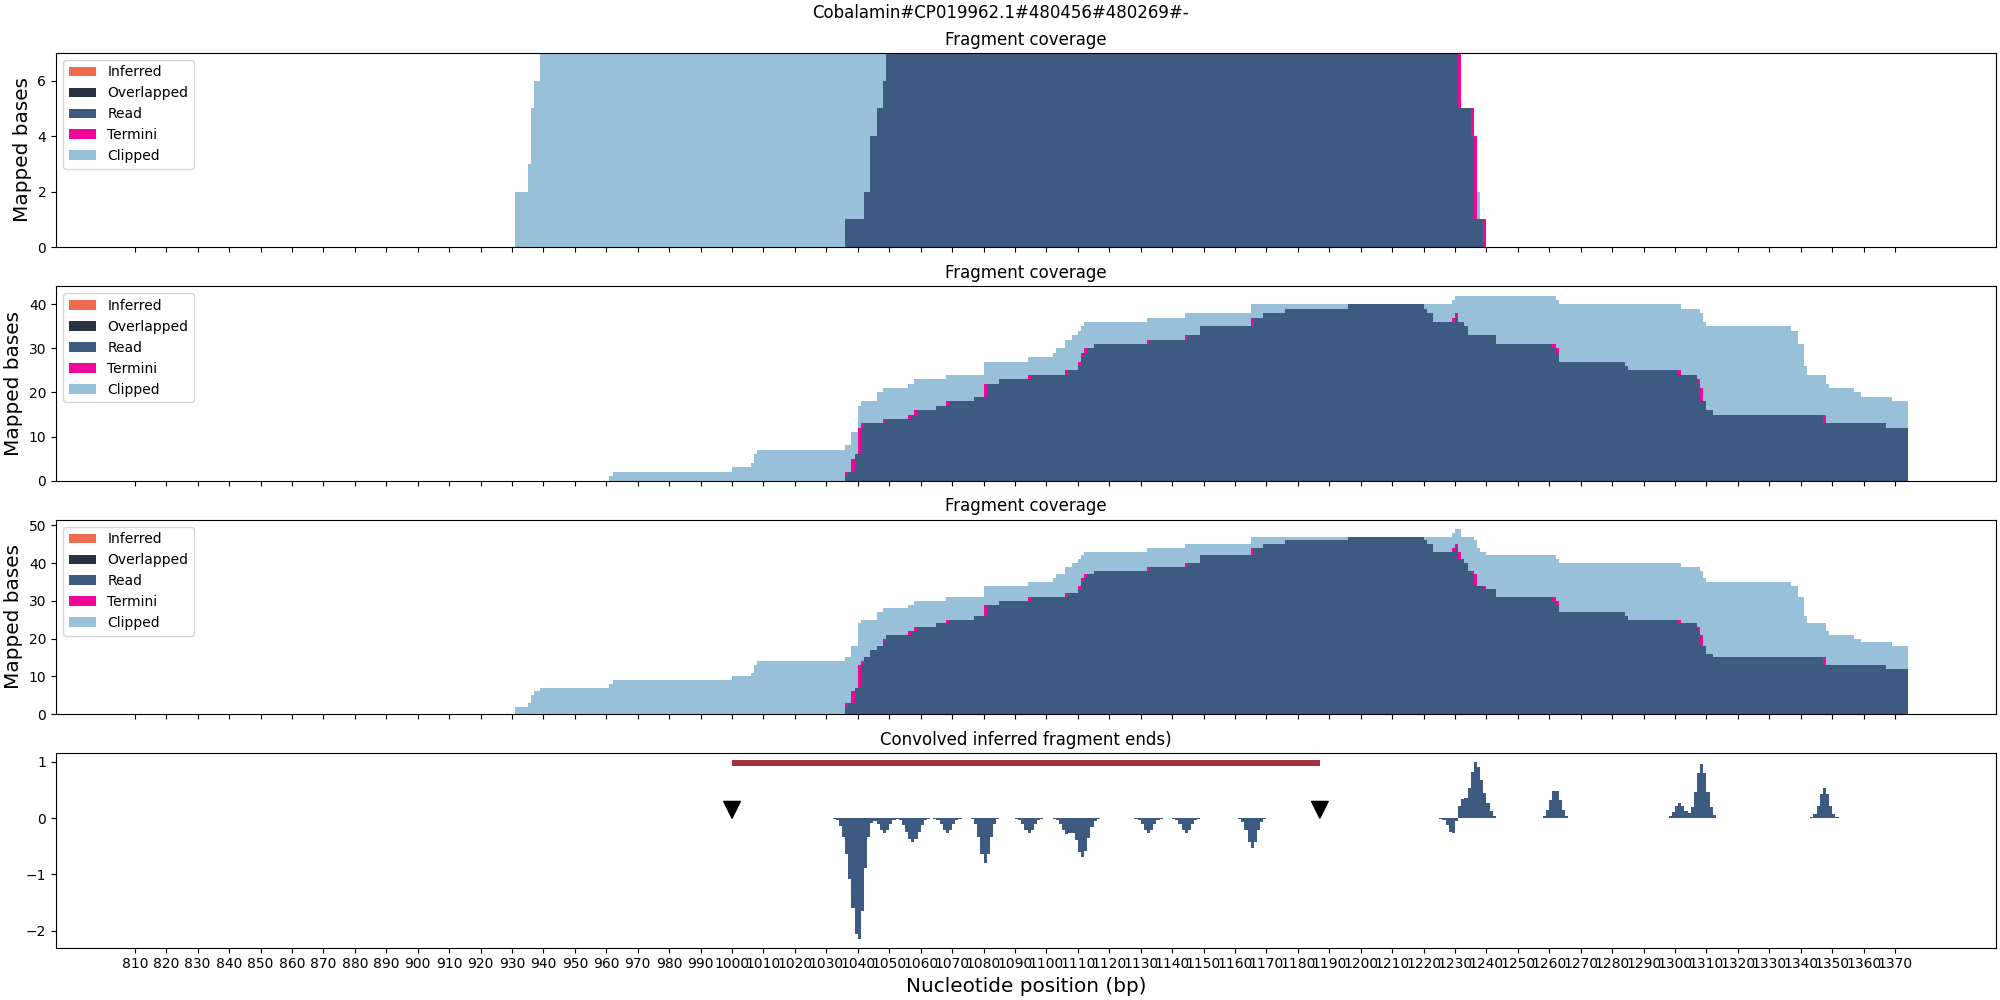 Cobalamin#CP019962.1#480456#480269#-
Fragment coverage
Mapped bases
6
4
2
0
Inferred
Overlapped
Read
Termini
Clipped
Fragment coverage
Mapped bases
40
30
20
10
0
Inferred
Overlapped
Read
Termini
Clipped
Fragment coverage
Mapped bases
50
40
30
20
10
0
Inferred
Overlapped
Read
Termini
Clipped
Convolved inferred fragment ends)
1
0
−1
−2
810 820 830 840 850 860 870 880 890 900 910 920 930 940 950 960 970 980 990 1000 1010 1020 1030 1040 1050 1060 1070 1080 1090 1100 1110 1120 1130 1140 1150 1160 1170 1180 1190 1200 1210 1220 1230 1240 1250 1260 1270 1280 1290 1300 1310 1320 1330 1340 1350 1360 1370
Nucleotide position (bp)